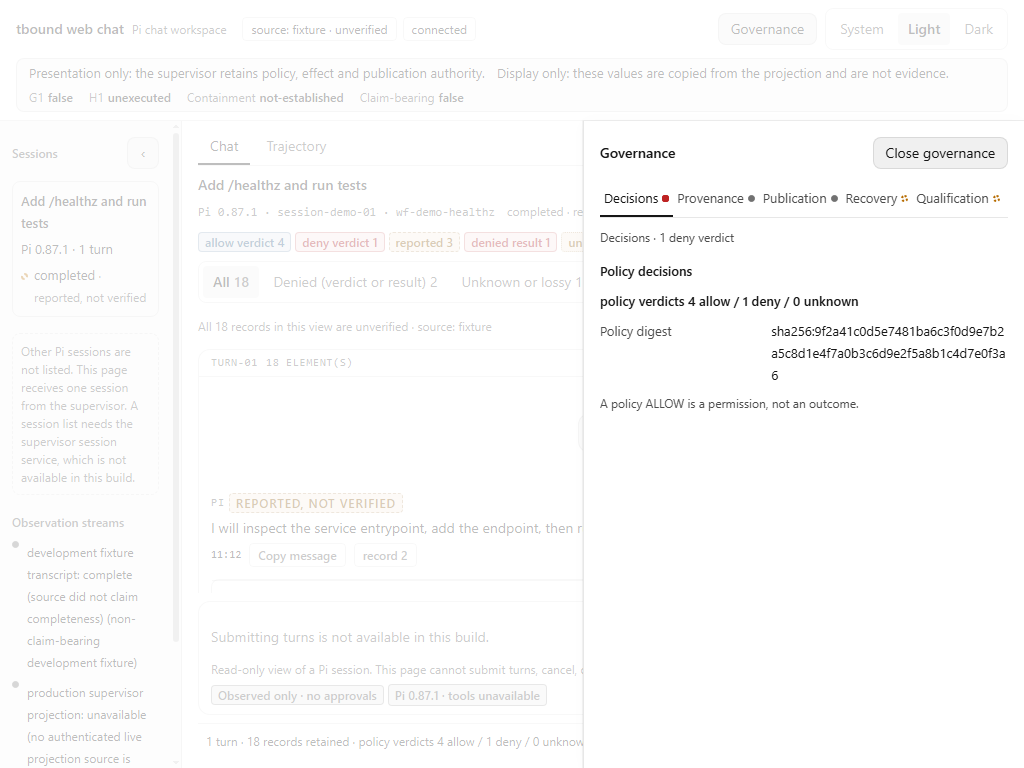 tbound web chat Pi chat workspace source: fixture · unverified connected Governance System Light Dark
Presentation only: the supervisor retains policy, effect and publication authority. Display only: these values are copied from the projection and are not evidence.
G1 false H1 unexecuted Containment not-established Claim-bearing false
Sessions
‹
Add /healthz and run
tests
Pi 0.87.1 · 1 turn
completed ·
reported, not verified
Other Pi sessions are
not listed. This page
receives one session
from the supervisor. A
session list needs the
supervisor session
service, which is not
available in this build.
Observation streams
development fixture
transcript: complete
(source did not claim
completeness) (non-
claim-bearing
development fixture)
production supervisor
projection: unavailable
(no authenticated live
projection source is
Chat Trajectory
Add /healthz and run tests
Pi 0.87.1 · session-demo-01 · wf-demo-healthz completed · re
allow verdict 4 deny verdict 1 reported 3 denied result 1 un
All 18 Denied (verdict or result) 2 Unknown or lossy 1
All 18 records in this view are unverified · source: fixture
TURN-01 18 ELEMENT(S)
PI REPORTED, NOT VERIFIED
I will inspect the service entrypoint, add the endpoint, then r
11:12 Copy message record 2
Submitting turns is not available in this build.
Read-only view of a Pi session. This page cannot submit turns, cancel,
Observed only · no approvals Pi 0.87.1 · tools unavailable
1 turn · 18 records retained · policy verdicts 4 allow / 1 deny / 0 unknow
Governance Close governance
Decisions Provenance Publication Recovery Qualification
Decisions · 1 deny verdict
Policy decisions
policy verdicts 4 allow / 1 deny / 0 unknown
Policy digest sha256:9f2a41c0d5e7481ba6c3f0d9e7b2
a5c8d1e4f7a0b3c6d9e2f5a8b1c4d7e0f3a
6
A policy ALLOW is a permission, not an outcome.